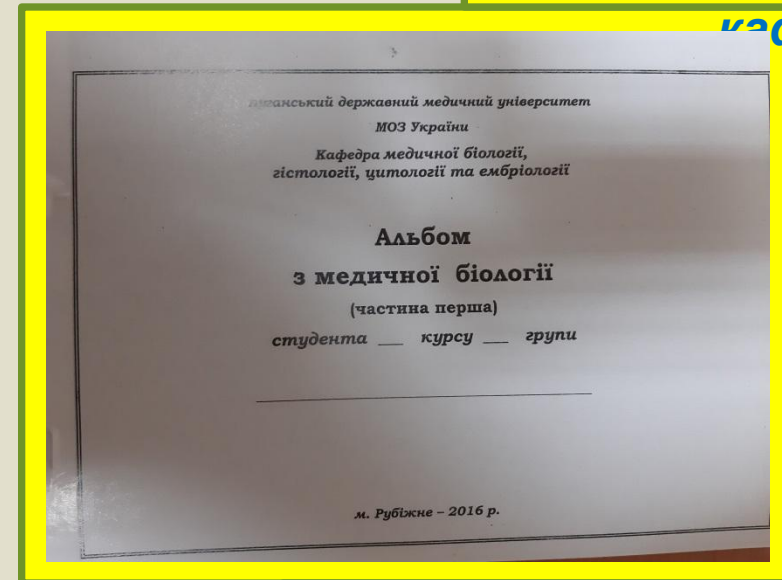 Луганський державний медичний університет
МОЗ України
Кафедра медичної біології,
гістології, цитології та ембріології
Альбом
з медичної біології
(частина перша)
студента ___ курсу ___ групи
м. Рубіжне – 2016 р.